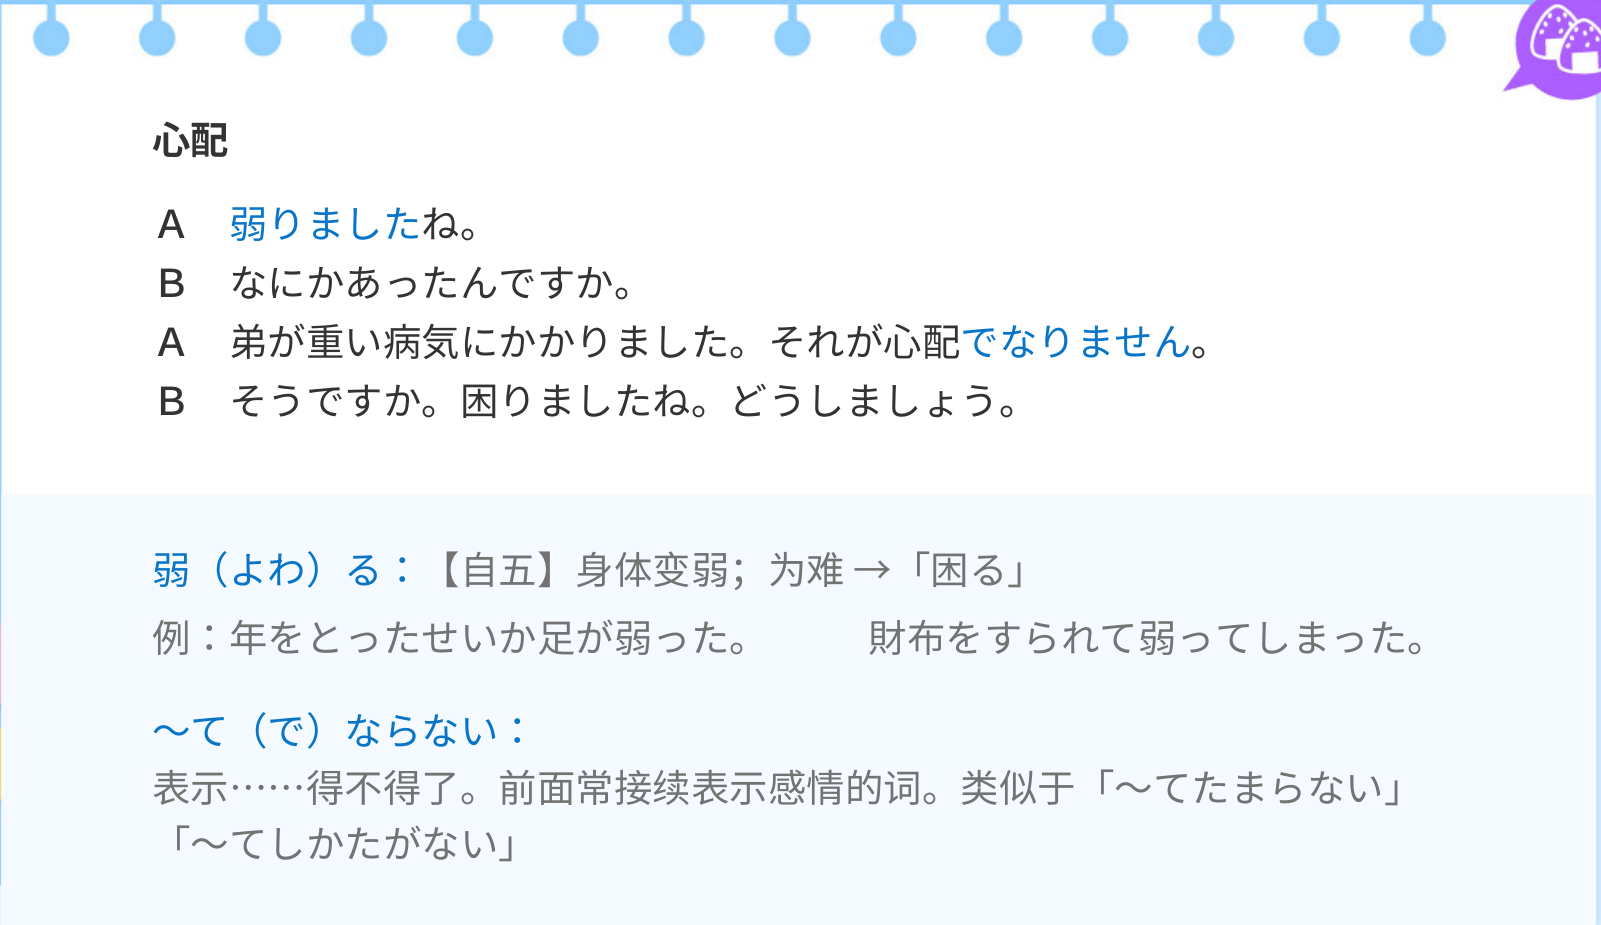 心配
A 弱りましたね。
B なにかあったんですか。
A 弟が重い病気にかかりました。それが心配でなりません。
B そうですか。困りましたね。どうしましょう。
弱（よわ）る：【自五】身体变弱；为难 →「困る」
例：年をとったせいか足が弱った。 財布をすられて弱ってしまった。
～て（で）ならない：
表示……得不得了。前面常接续表示感情的词。类似于「～てたまらない」
「～てしかたがない」